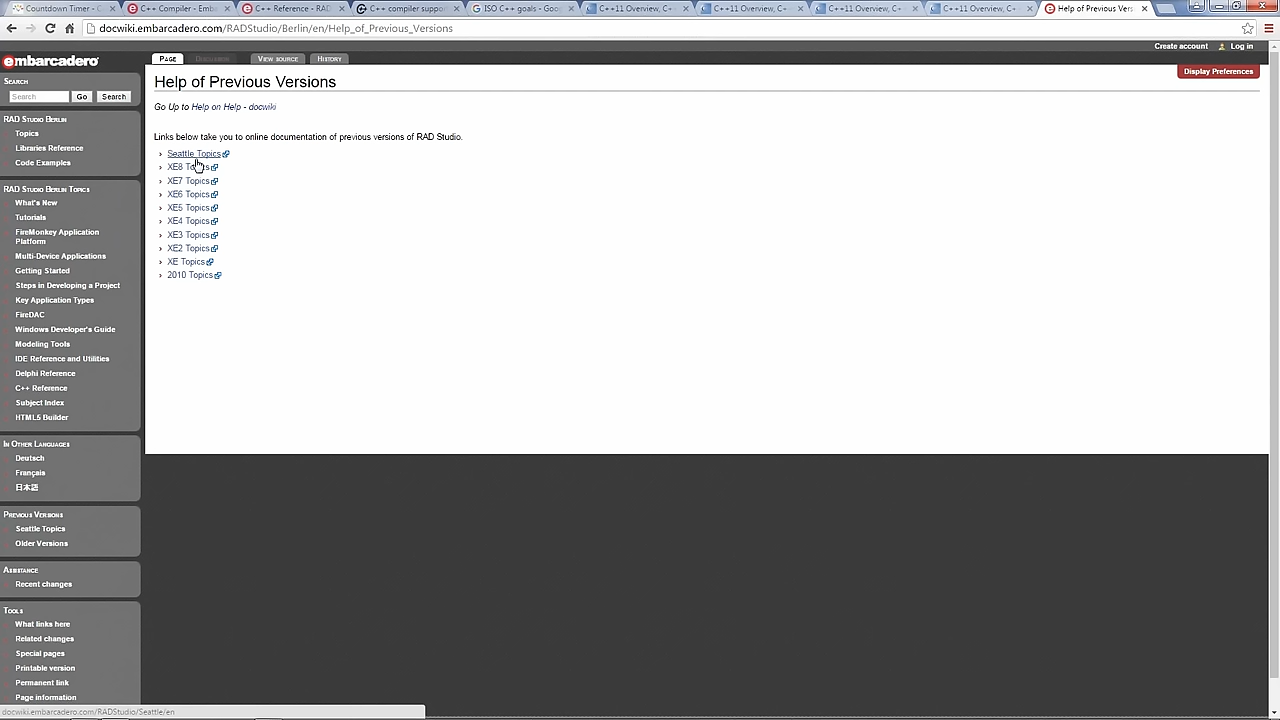 Countdown Timer - C
C++ Compiler - Emb
C++ Reference - RAD
C++ compiler suppor
ISO C++ goals - Goo
C++11 Overview, C+
C++11 Overview, C+
C++11 Overview, C+
C++11 Overview, C+
Help of Previous Vers
docwiki.embarcadero.com/RADStudio/Berlin/en/Help_of_Previous_Versions
Create account
Log in
embarcadero
Page
Discussion
View source
History
Display Preferences
Search
Search
Go
Search
RAD Studio Berlin
Topics
Libraries Reference
Code Examples
RAD Studio Berlin Topics
What's New
Tutorials
FireMonkey Application
Platform
Multi-Device Applications
Getting Started
Steps in Developing a Project
Key Application Types
FireDAC
Windows Developer's Guide
Modeling Tools
IDE Reference and Utilities
Delphi Reference
C++ Reference
Subject Index
HTML5 Builder
In Other Languages
Deutsch
Français
日本語
Previous Versions
Seattle Topics
Older Versions
Assistance
Recent changes
Tools
What links here
Related changes
Special pages
Printable version
Permanent link
Page information
Help of Previous Versions
Go Up to Help on Help - docwiki
Links below take you to online documentation of previous versions of RAD Studio.
Seattle Topics
XE8 Topics
XE7 Topics
XE6 Topics
XE5 Topics
XE4 Topics
XE3 Topics
XE2 Topics
XE Topics
2010 Topics
docwiki.embarcadero.com/RADStudio/Seattle/en